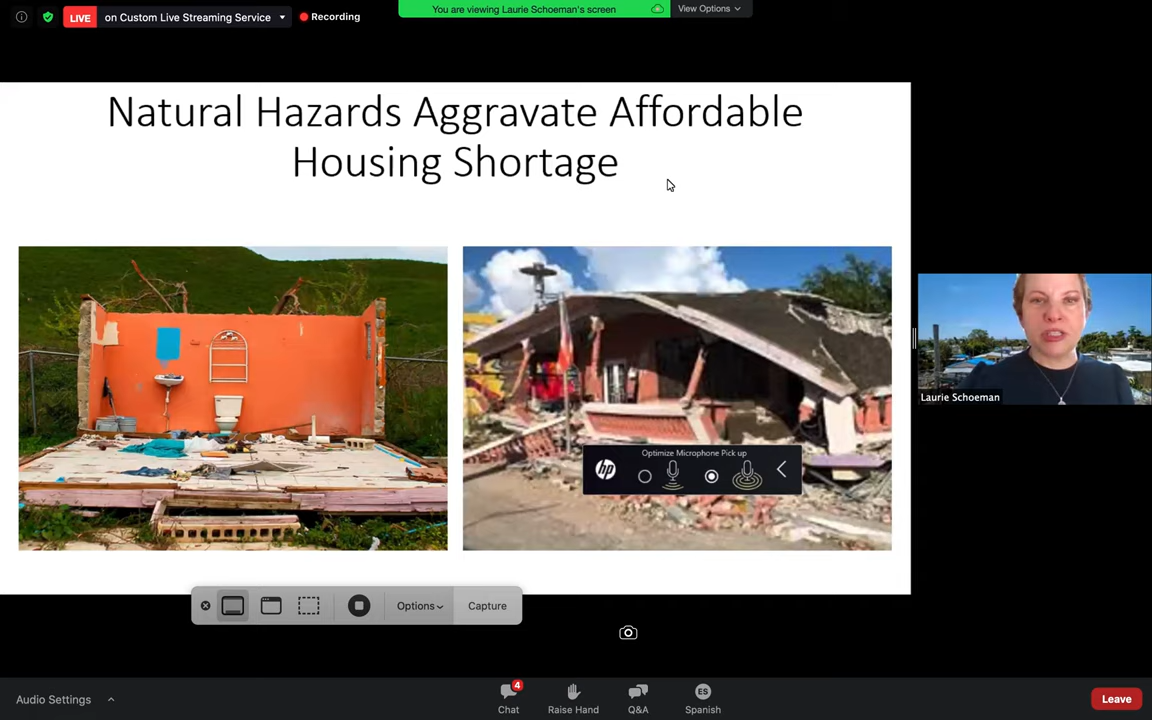 LIVE on Custom Live Streaming Service
Recording
You are viewing Laurie Schoeman's screen
View Options
Natural Hazards Aggravate Affordable
Housing Shortage
Optimize Microphone Pick up
hp
Laurie Schoeman
Options
Capture
Audio Settings
4
Chat
Raise Hand
Q&A
ES
Spanish
Leave